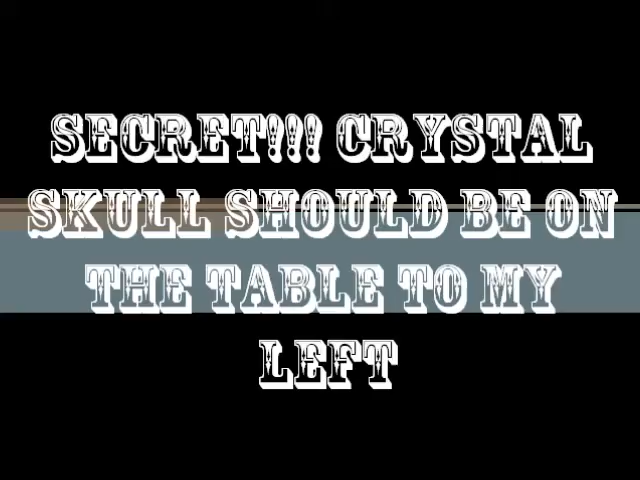 SECRET!!! CRYSTAL
SKULL SHOULD BE ON
THE TABLE TO MY
LEFT